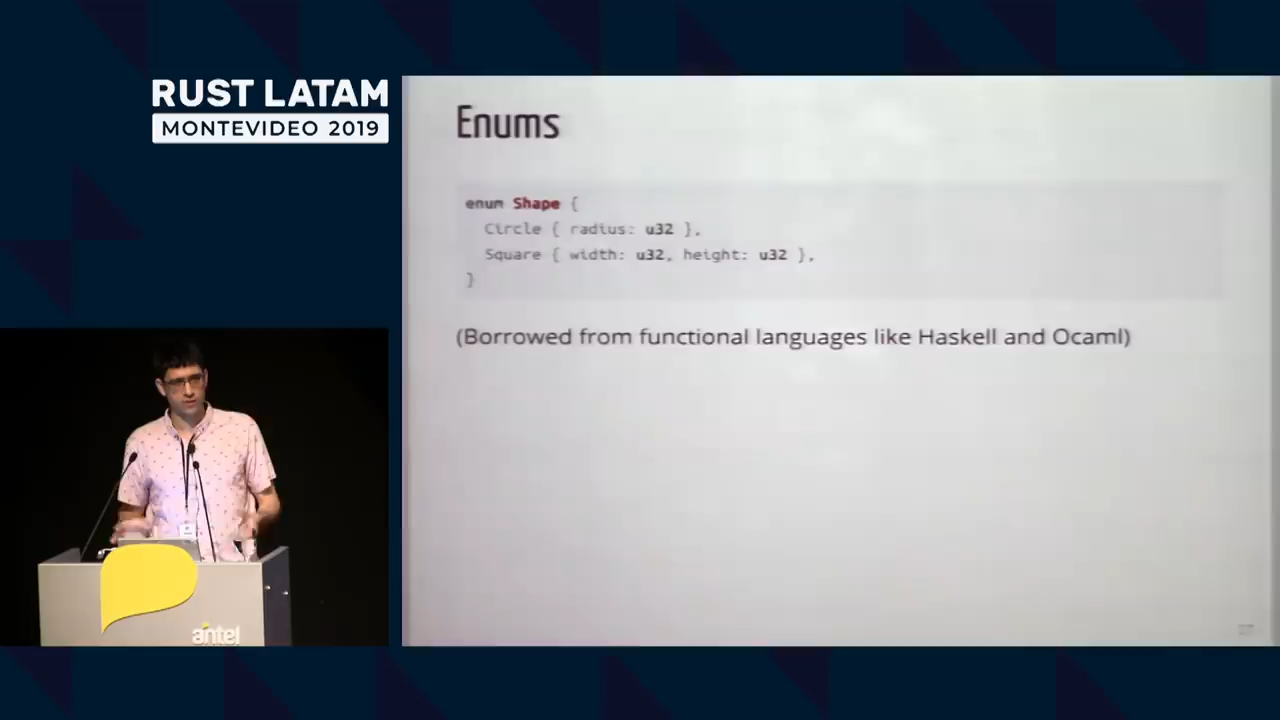 RUST LATAM
MONTEVIDEO 2019
Enums
enum Shape {
Circle { radius: u32 },
Square { width: u32, height: u32 },
}
(Borrowed from functional languages like Haskell and Ocaml)
antel